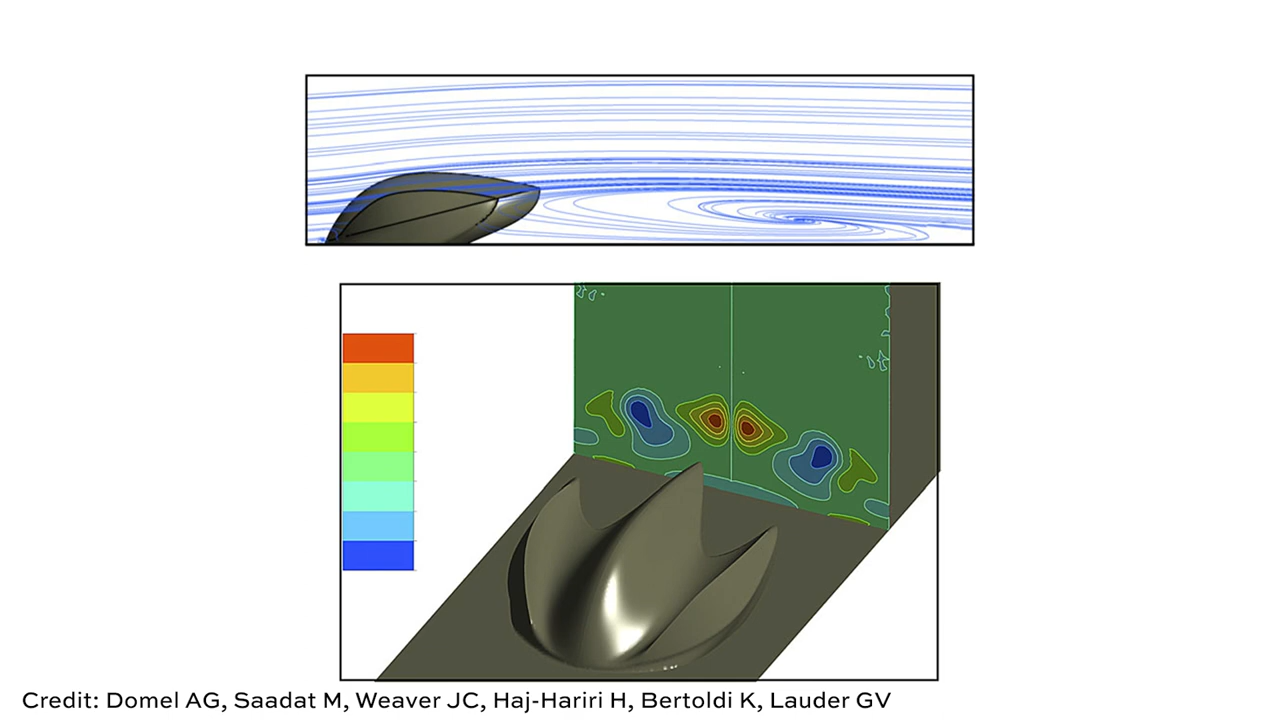 Credit: Domel AG, Saadat M, Weaver JC, Haj-Hariri H, Bertoldi K, Lauder GV